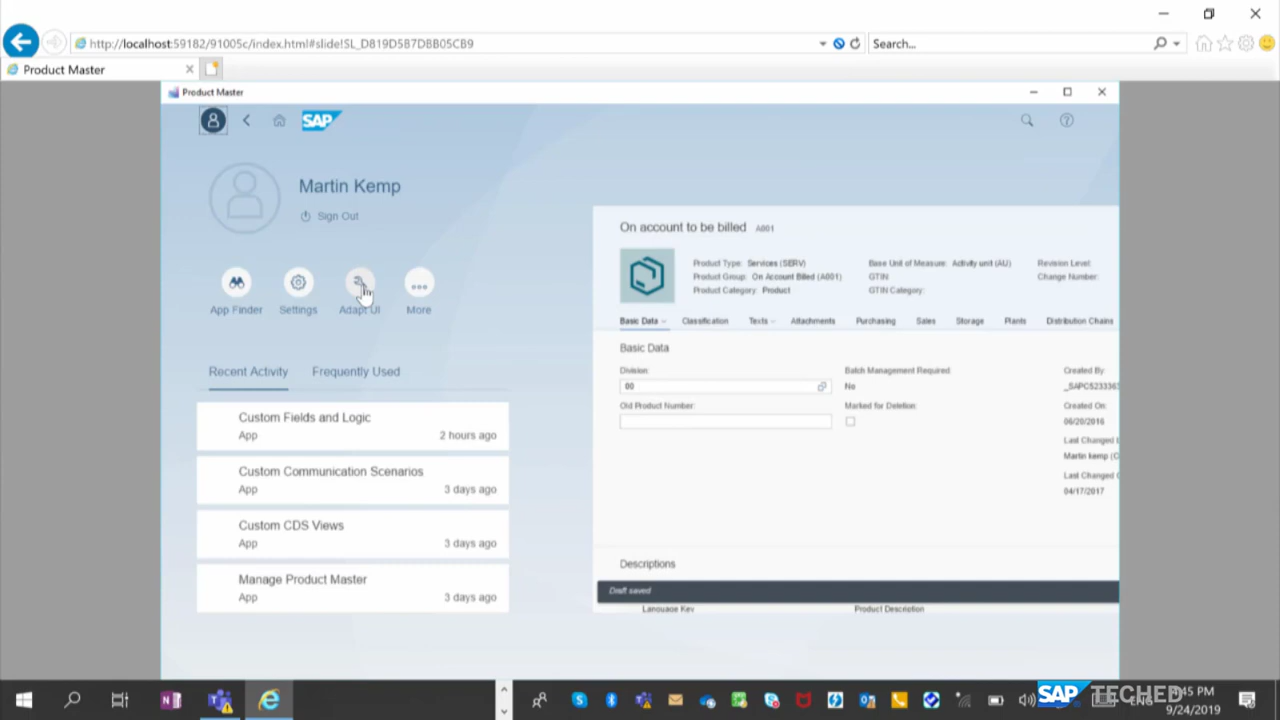 http://localhost:59182/91005c/index.html#slide!SL_D819D5B7DBB05CB9
Search...
Product Master
Product Master
SAP
Martin Kemp
Sign Out
App Finder
Settings
Adapt UI
More
Recent Activity
Frequently Used
Custom Fields and Logic
App
2 hours ago
Custom Communication Scenarios
App
3 days ago
Custom CDS Views
App
3 days ago
Manage Product Master
App
3 days ago
On account to be billed A001
Product Type: Services (SERV)
Product Group: On Account Billed (A001)
Product Category: Product
Base Unit of Measure: Activity unit (AU)
GTIN
GTIN Category:
Revision Level:
Change Number:
Basic Data
Classification
Texts
Attachments
Purchasing
Sales
Storage
Plants
Distribution Chains
Basic Data
Division:
00
Old Product Number:
Batch Management Required
No
Marked for Deletion:
Created By
Created On:
06/20/2016
Last Changed
Martin kemp
Last Changed
04/17/2017
Descriptions
Draft saved
Language Key
Product Description
SAP TECHED
:45 PM
9/24/2019